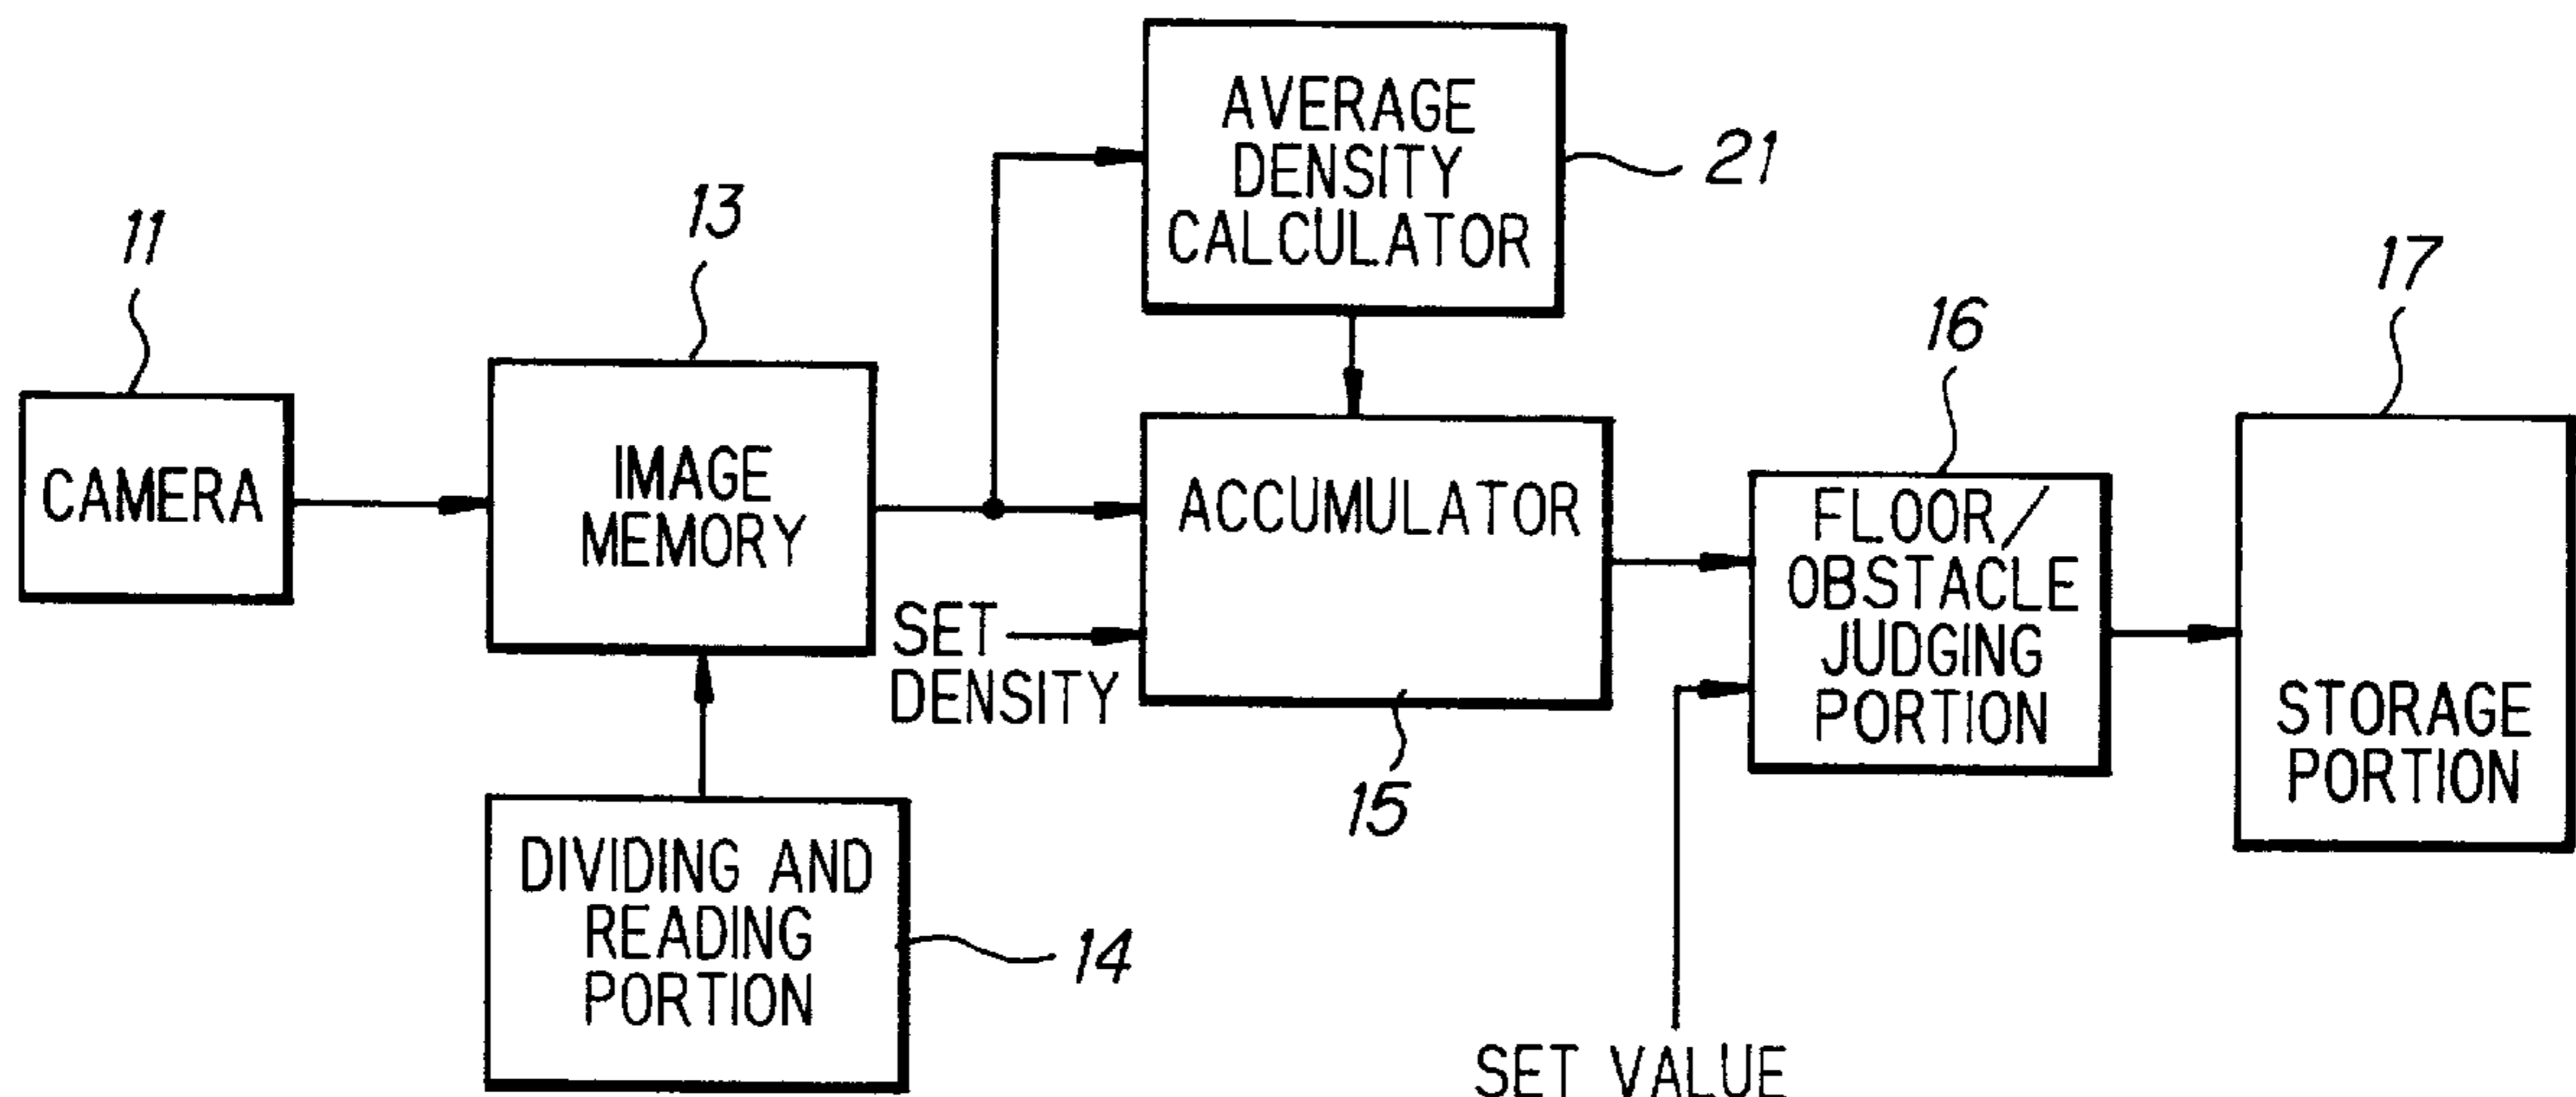 11
CAMERA
13
IMAGE
MEMORY
DIVIDING AND
READING
PORTION
14
AVERAGE
DENSITY
CALCULATOR
21
ACCUMULATOR
SET
DENSITY
15
16
FLOOR/
OBSTACLE
JUDGING
PORTION
SET VALUE
17
STORAGE
PORTION